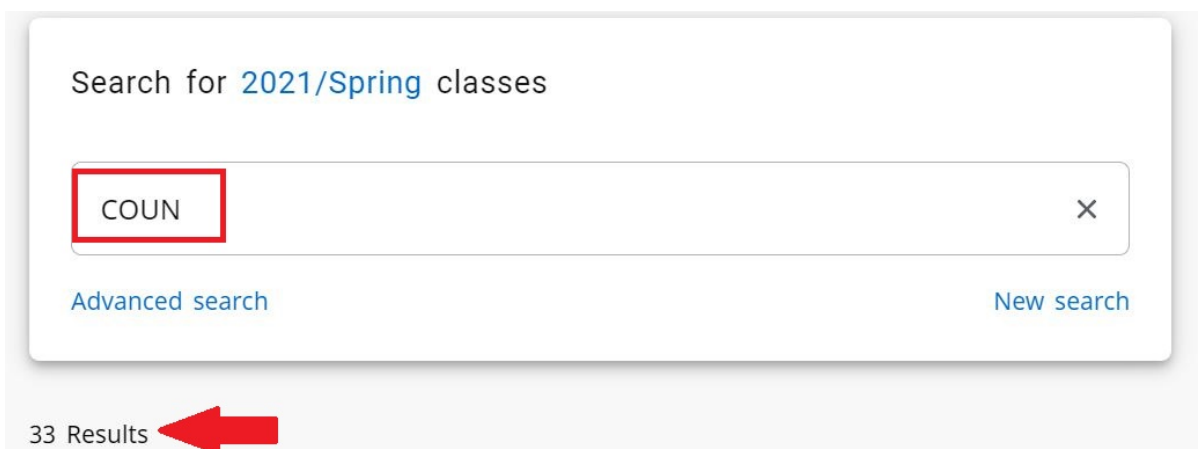 Search for 2021/Spring classes
COUN
Advanced search New search
33 Results